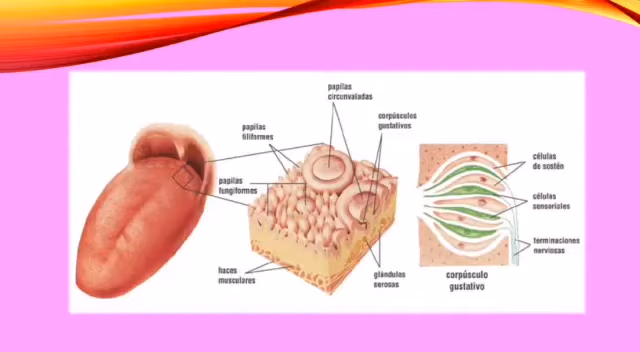 papilas
circunvaladas
corpúsculos
gustativos
papilas
filiformes
papilas
fungiformes
haces
musculares
glándulas
serosas
células
de sostén
células
sensoriales
terminaciones
nerviosas
corpúsculo
gustativo